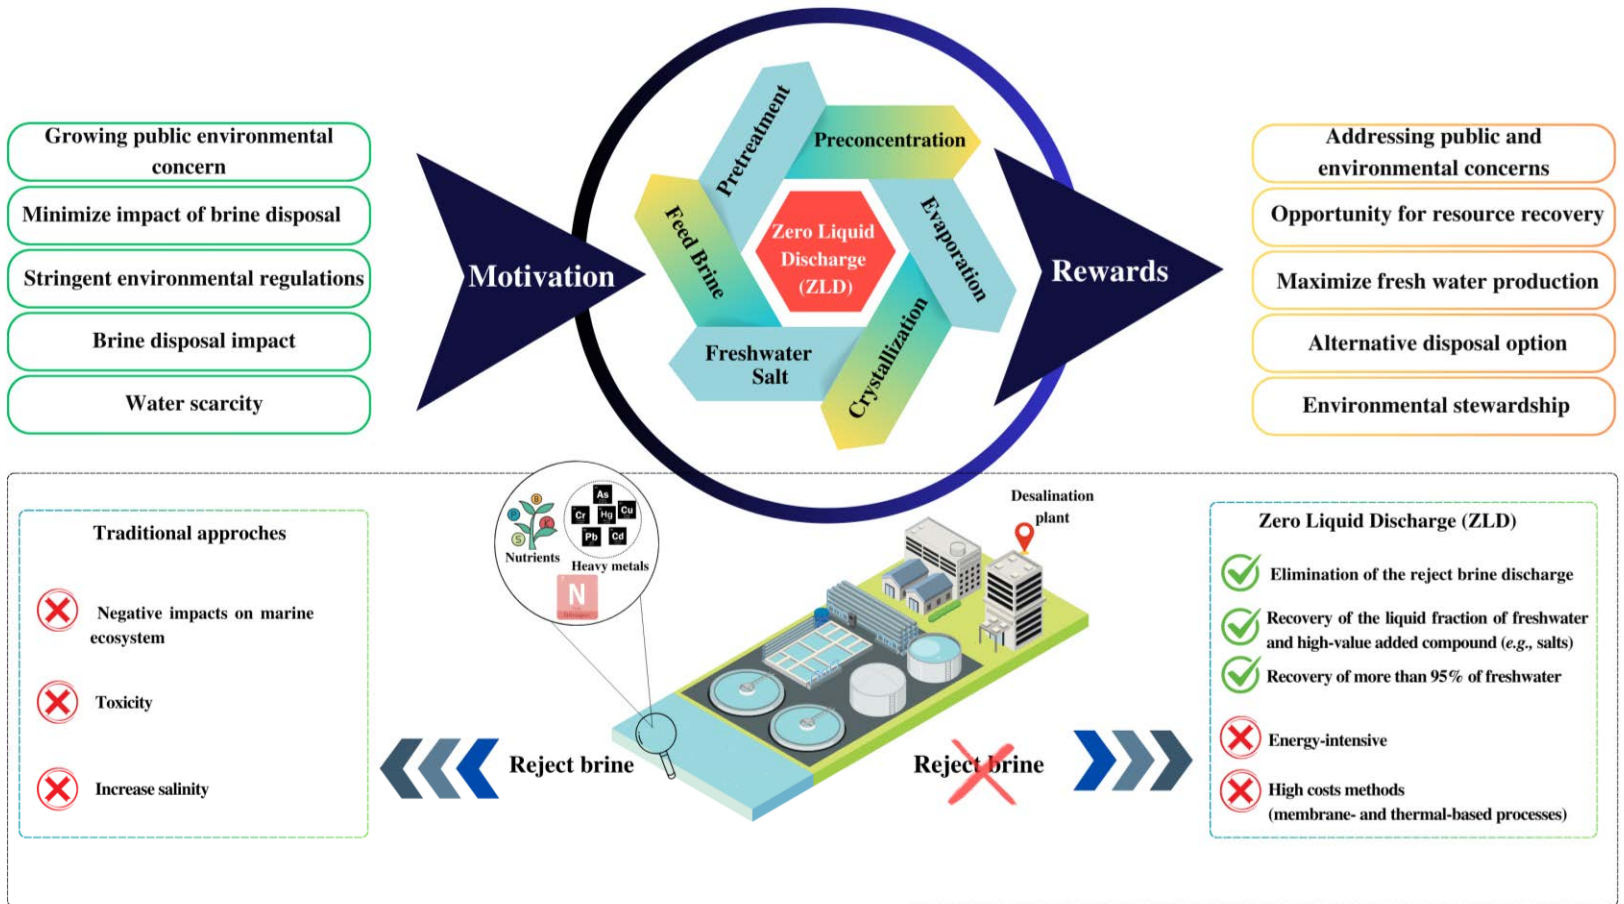 Growing public environmental
concern
Minimize impact of brine disposal
Stringent environmental regulations
Brine disposal impact
Water scarcity
Motivation
Feed Brine
Pretreatment
Preconcentration
Evaporation
Crystallization
Freshwater
Salt
Zero Liquid
Discharge
(ZLD)
Rewards
Addressing public and
environmental concerns
Opportunity for resource recovery
Maximize fresh water production
Alternative disposal option
Environmental stewardship
Traditional approches
Negative impacts on marine
ecosystem
Toxicity
Increase salinity
B
P
K
S
Nutrients
As
Cr
Hg
Cu
Pb
Cd
Heavy metals
N
Reject brine
Desalination
plant
Reject brine
Zero Liquid Discharge (ZLD)
Elimination of the reject brine discharge
Recovery of the liquid fraction of freshwater
and high-value added compound (e.g., salts)
Recovery of more than 95% of freshwater
Energy-intensive
High costs methods
(membrane- and thermal-based processes)